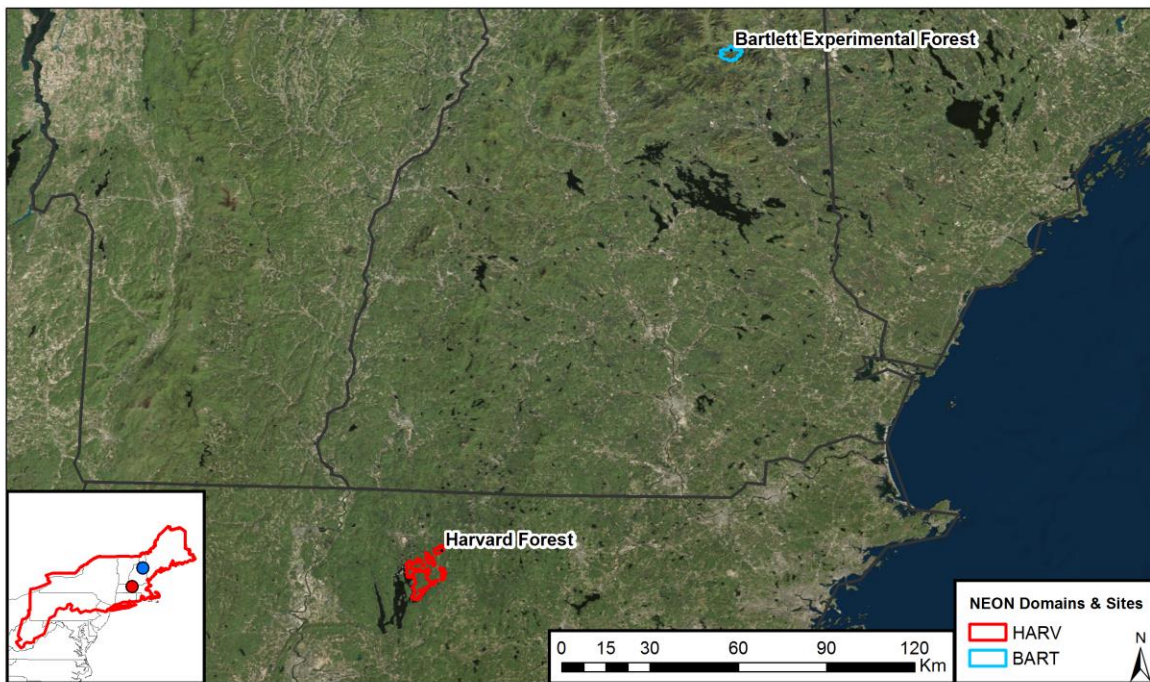 Bartlett Experimental Forest
Harvard Forest
0 15 30 60 90 120
Km
NEON Domains & Sites
HARV
BART
N